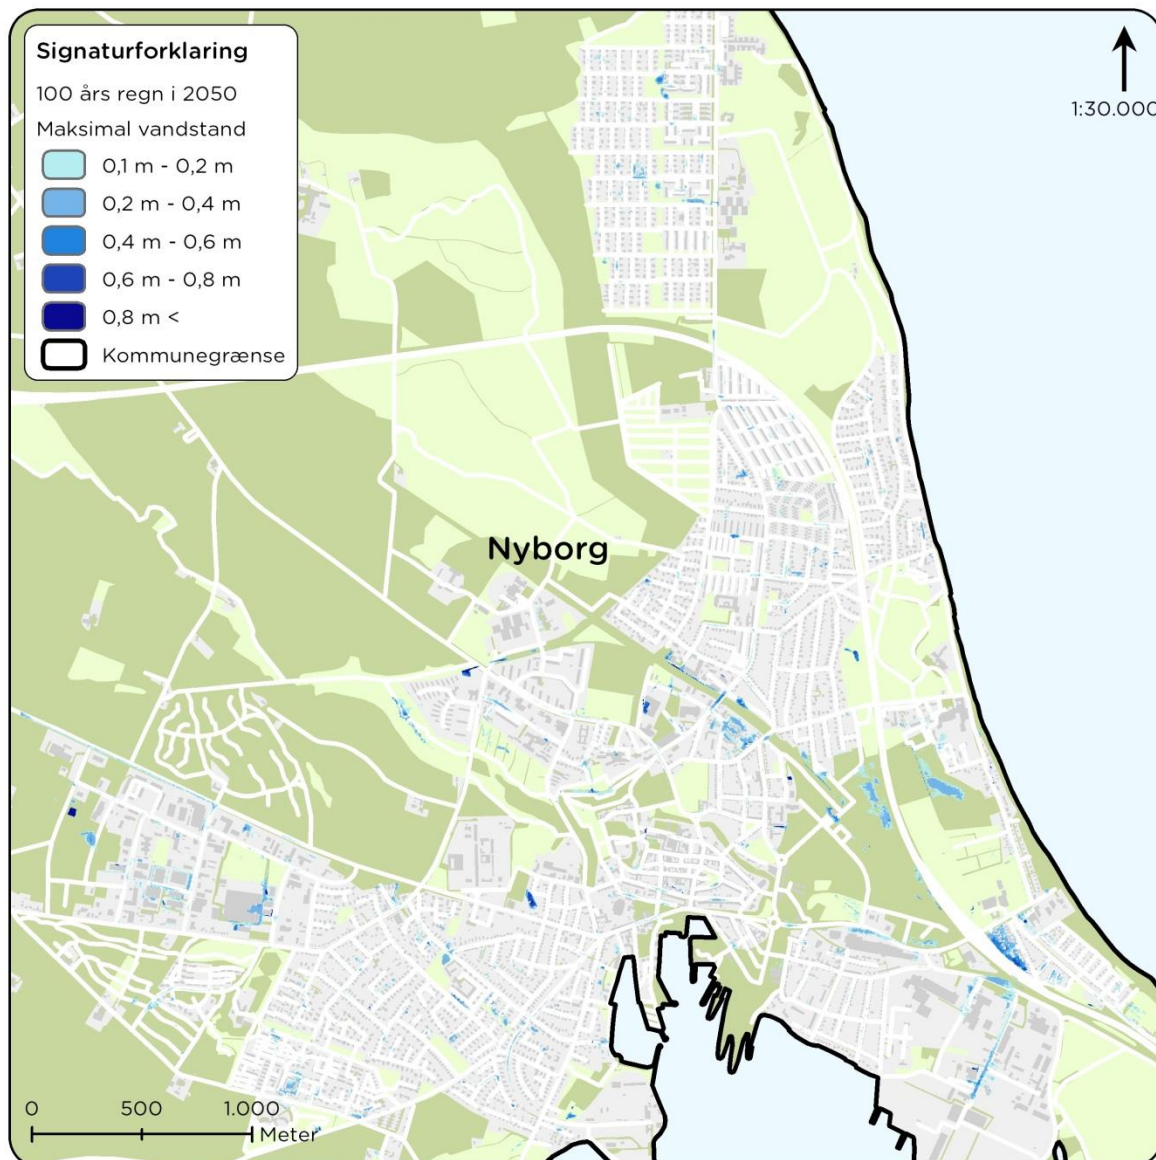 Signaturforklaring
100 års regn i 2050
Maksimal vandstand
0,1 m - 0,2 m
0,2 m - 0,4 m
0,4 m - 0,6 m
0,6 m - 0,8 m
0,8 m <
Kommunegrænse
1:30.000
Nyborg
0 500 1.000
Meter